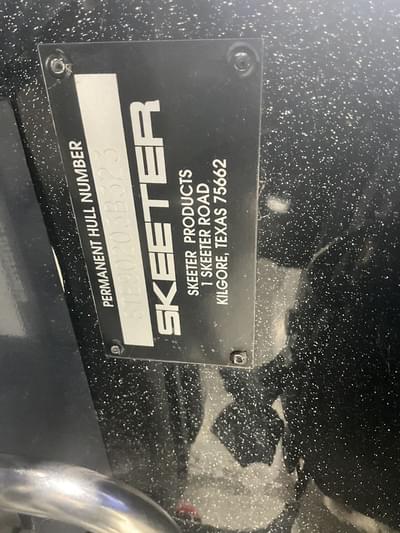 PERMANENT HULL NUMBER
SKEETER
SKEETER PRODUCTS
1 SKEETER ROAD
KILGORE, TEXAS 75662